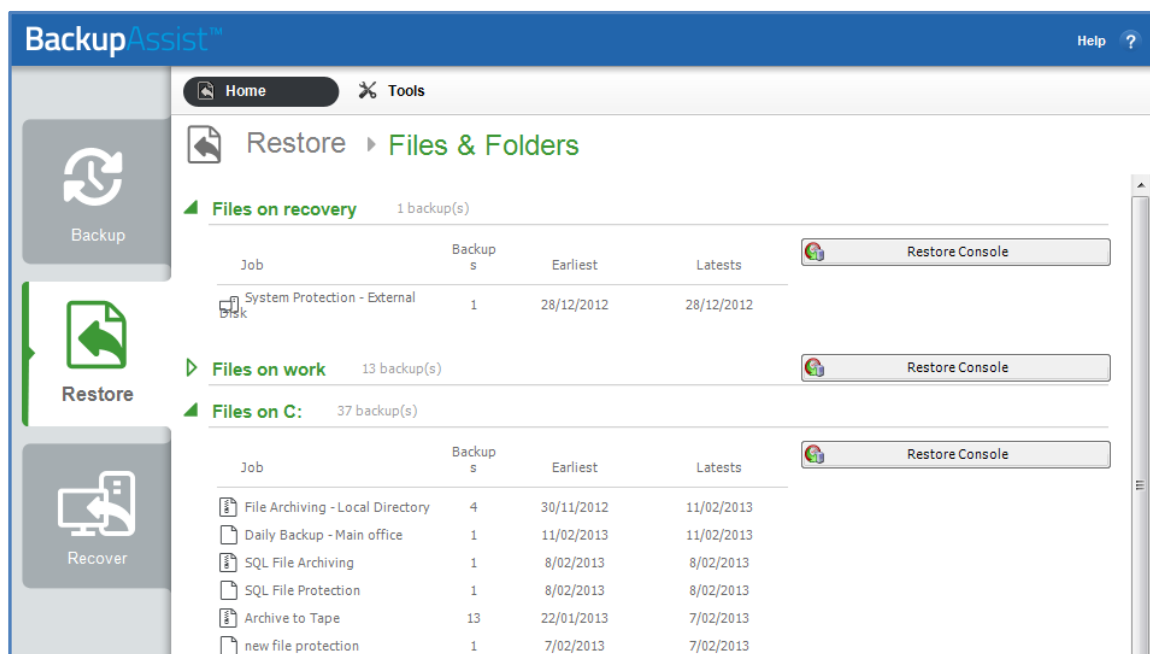 BackupAssist™
Help ?
Home Tools
Restore Files & Folders
Files on recovery 1 backup(s)
Restore Console
Backup
Job s Earliest Latests
System Protection - External
Disk 1 28/12/2012 28/12/2012
Files on work 13 backup(s) Restore Console
Files on C: 37 backup(s)
Restore Console
Backup
Job s Earliest Latests
File Archiving - Local Directory 4 30/11/2012 11/02/2013
Daily Backup - Main office 1 11/02/2013 11/02/2013
SQL File Archiving 1 8/02/2013 8/02/2013
SQL File Protection 1 8/02/2013 8/02/2013
Archive to Tape 13 22/01/2013 7/02/2013
new file protection 1 7/02/2013 7/02/2013
Backup
Restore
Recover